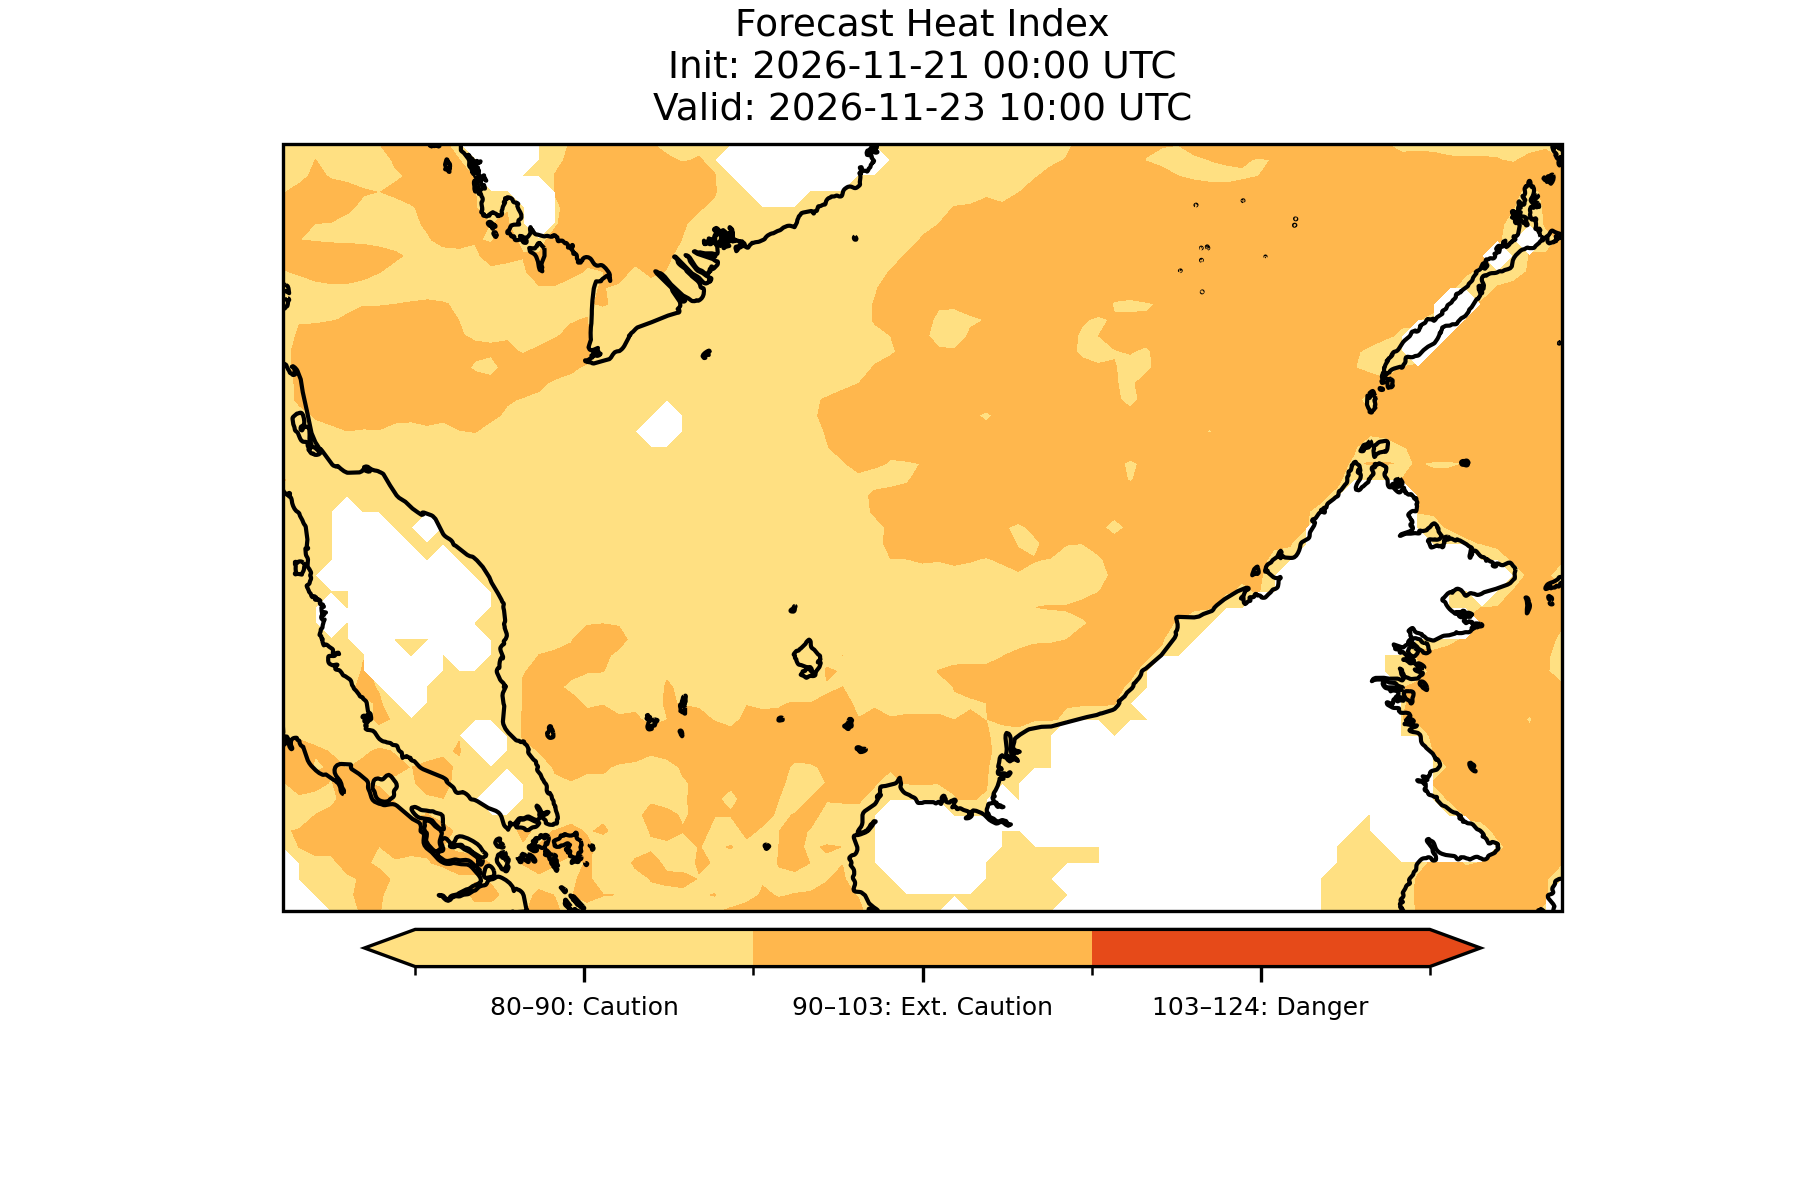 Forecast Heat Index
Init: 2026-11-21 00:00 UTC
Valid: 2026-11-23 10:00 UTC
80–90: Caution
90–103: Ext. Caution
103–124: Danger